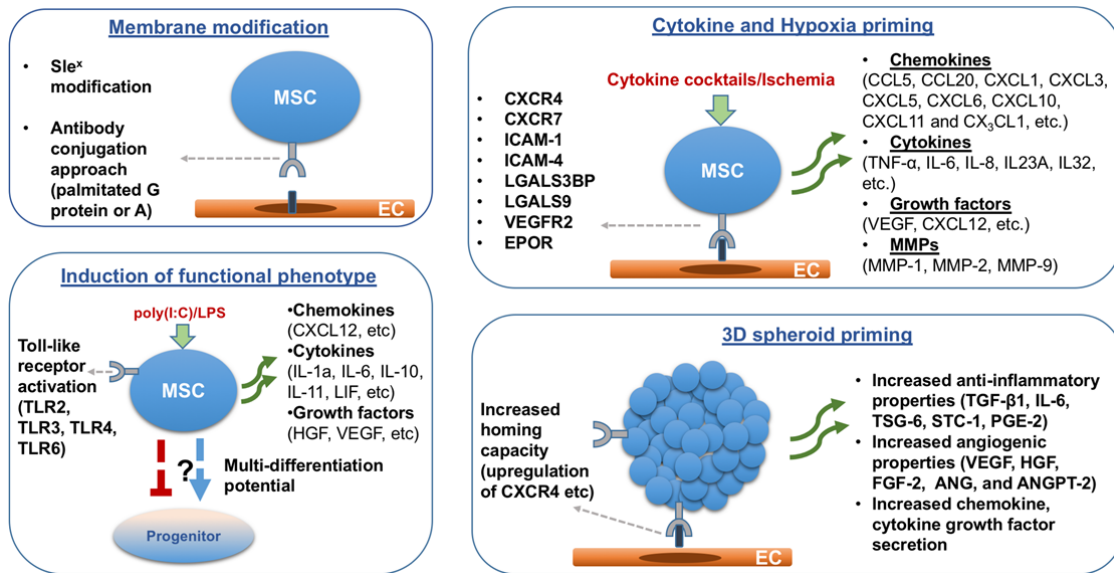 Membrane modification
• Sleˣ
modification
• Antibody
conjugation
approach
(palmitated G
protein or A)
MSC
EC
Cytokine and Hypoxia priming
Cytokine cocktails/Ischemia
• CXCR4
• CXCR7
• ICAM-1
• ICAM-4
• LGALS3BP
• LGALS9
• VEGFR2
• EPOR
MSC
EC
• Chemokines
(CCL5, CCL20, CXCL1, CXCL3,
CXCL5, CXCL6, CXCL10,
CXCL11 and CX₃CL1, etc.)
• Cytokines
(TNF-α, IL-6, IL-8, IL23A, IL32,
etc.)
• Growth factors
(VEGF, CXCL12, etc.)
• MMPs
(MMP-1, MMP-2, MMP-9)
Induction of functional phenotype
poly(I:C)/LPS
Toll-like
receptor
activation
(TLR2,
TLR3, TLR4,
TLR6)
MSC
•Chemokines
(CXCL12, etc)
•Cytokines
(IL-1a, IL-6, IL-10,
IL-11, LIF, etc)
•Growth factors
(HGF, VEGF, etc)
?
Multi-differentiation
potential
Progenitor
3D spheroid priming
Increased
homing
capacity
(upregulation
of CXCR4 etc)
EC
• Increased anti-inflammatory
properties (TGF-β1, IL-6,
TSG-6, STC-1, PGE-2)
• Increased angiogenic
properties (VEGF, HGF,
FGF-2, ANG, and ANGPT-2)
• Increased chemokine,
cytokine growth factor
secretion